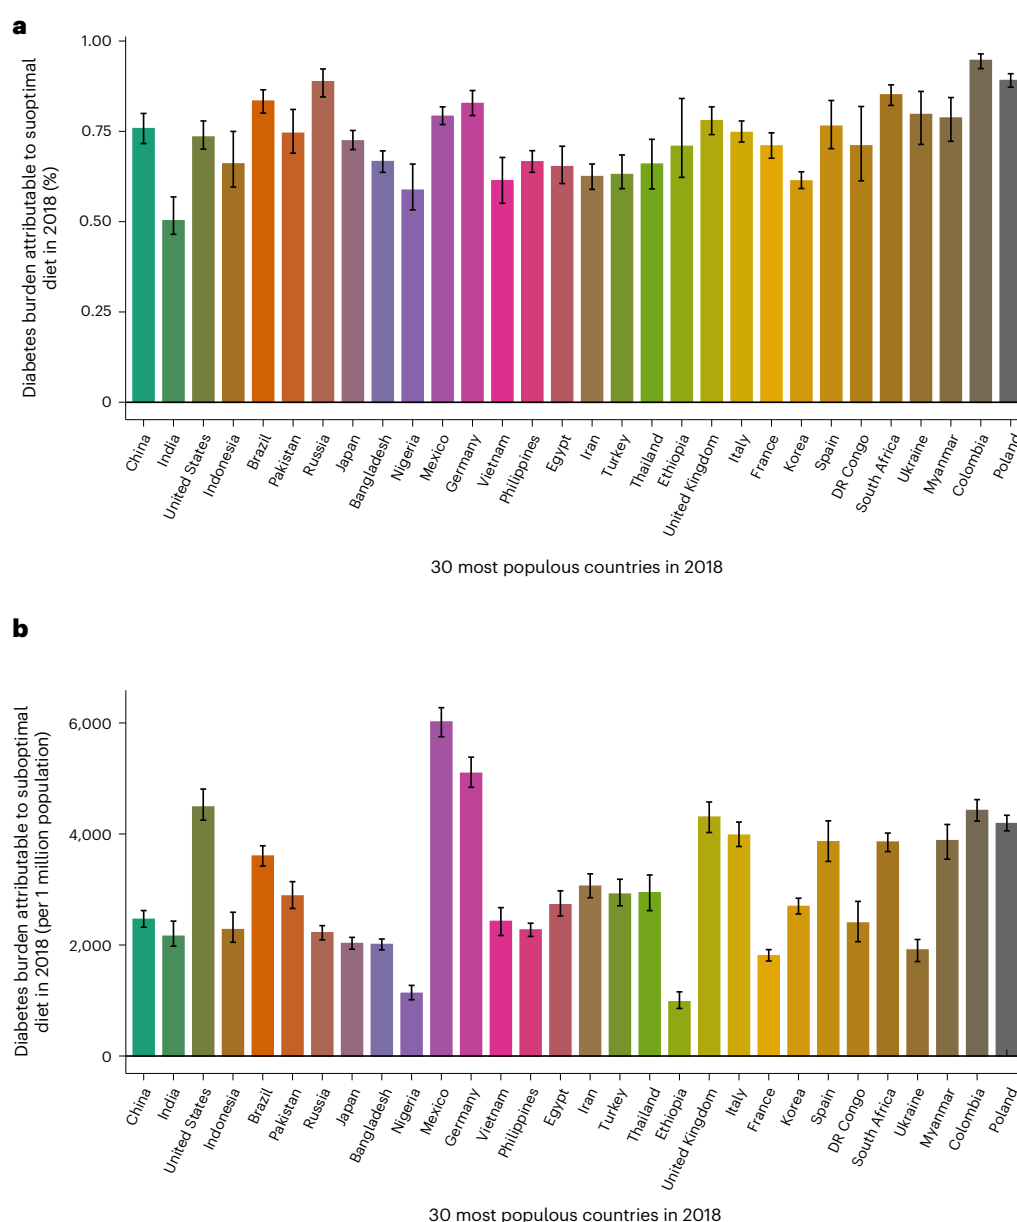 a
Diabetes burden attributable to suoptimal
diet in 2018 (%)
1.00
0.75
0.50
0.25
0
China
India
United States
Indonesia
Brazil
Pakistan
Russia
Japan
Bangladesh
Nigeria
Mexico
Germany
Vietnam
Philippines
Egypt
Iran
Turkey
Thailand
Ethiopia
United Kingdom
Italy
France
Korea
Spain
DR Congo
South Africa
Ukraine
Myanmar
Colombia
Poland
30 most populous countries in 2018
b
Diabetes burden attributable to suboptimal
diet in 2018 (per 1 million population)
6,000
4,000
2,000
0
China
India
United States
Indonesia
Brazil
Pakistan
Russia
Japan
Bangladesh
Nigeria
Mexico
Germany
Vietnam
Philippines
Egypt
Iran
Turkey
Thailand
Ethiopia
United Kingdom
Italy
France
Korea
Spain
DR Congo
South Africa
Ukraine
Myanmar
Colombia
Poland
30 most populous countries in 2018